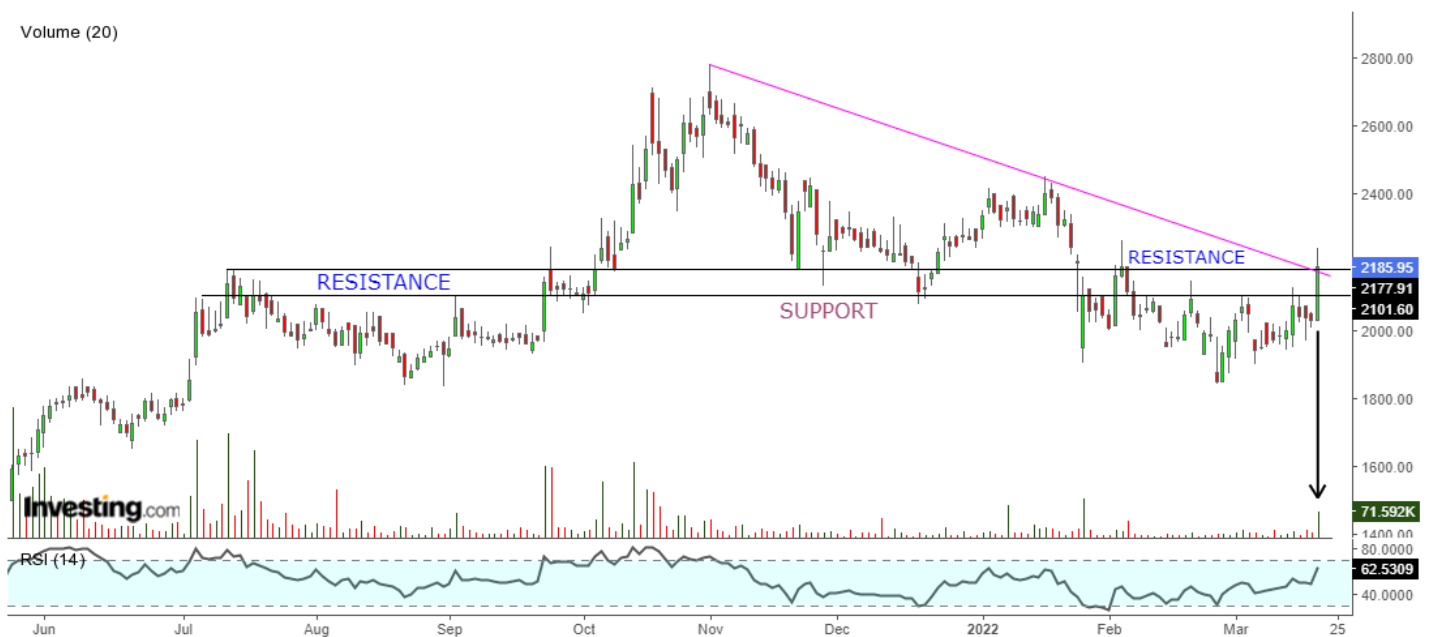 Volume (20)
2800.00
2600.00
2400.00
RESISTANCE
RESISTANCE
2185.95
2177.91
SUPPORT
2101.60
2000.00
1800.00
1600.00
Investing.com
71.592K
1400.00
RSI (14)
80.0000
62.5309
40.0000
Jun Jul Aug Sep Oct Nov Dec 2022 Feb Mar 25